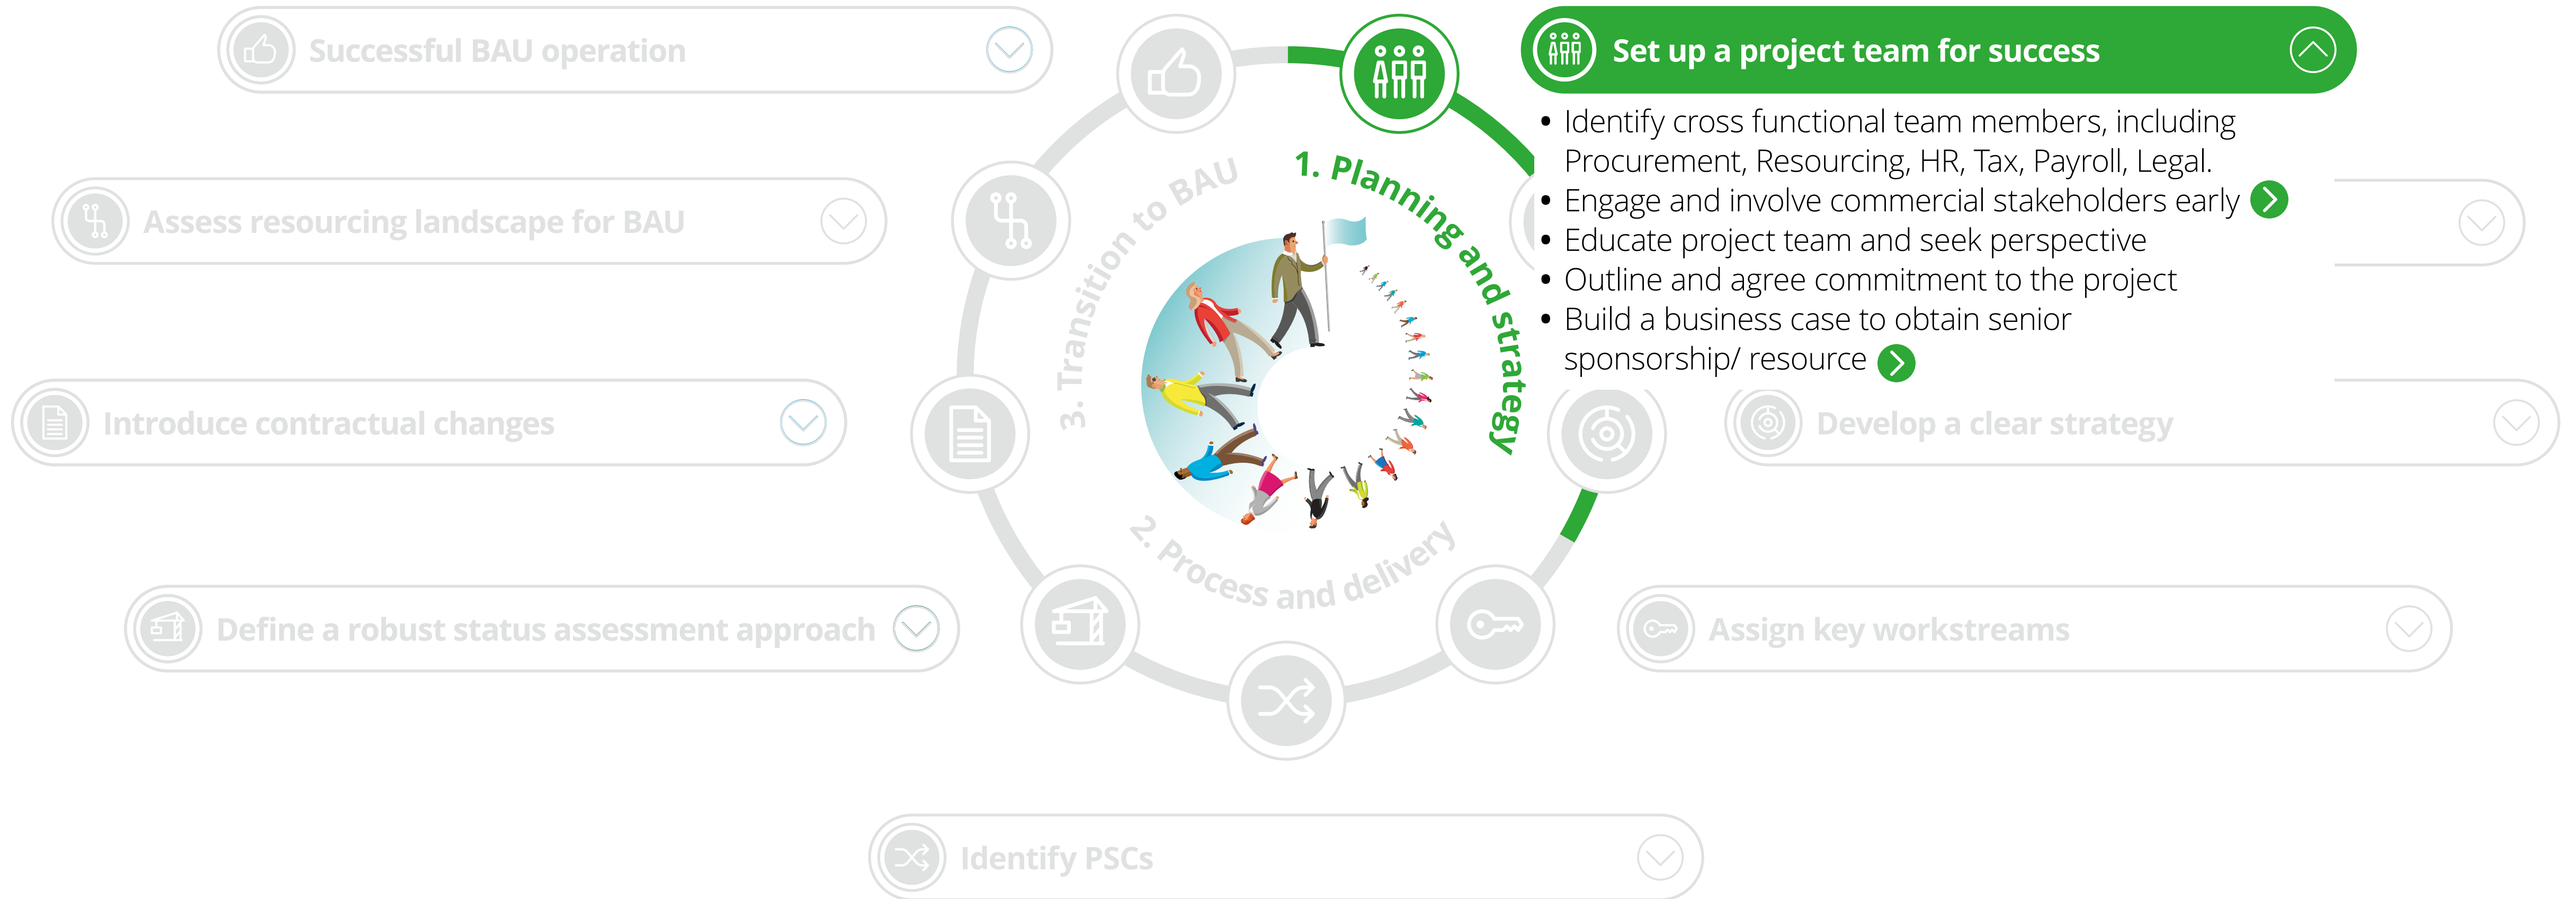 Successful BAU operation
Set up a project team for success
• Identify cross functional team members, including
Procurement, Resourcing, HR, Tax, Payroll, Legal.
• Engage and involve commercial stakeholders early
• Educate project team and seek perspective
• Outline and agree commitment to the project
• Build a business case to obtain senior
sponsorship/ resource
1. Planning and strategy
3. Transition to BAU
2. Process and delivery
Assess resourcing landscape for BAU
Introduce contractual changes
Develop a clear strategy
Define a robust status assessment approach
Assign key workstreams
Identify PSCs